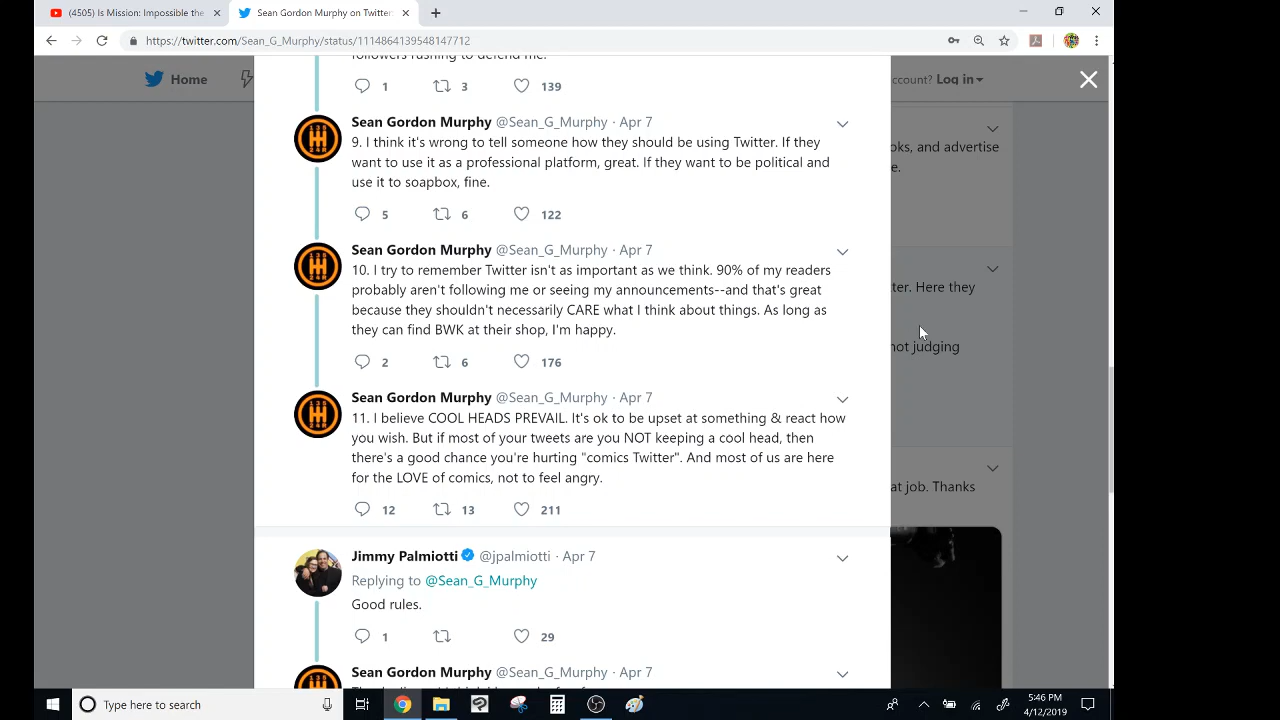 (4505) Is Mission: Impossible the
Sean Gordon Murphy on Twitter:
https://twitter.com/Sean_G_Murphy/status/1114864139548147712
Home
account? Log in
followers rushing to defend me.
1 3 139
Sean Gordon Murphy @Sean_G_Murphy · Apr 7
9. I think it's wrong to tell someone how they should be using Twitter. If they
want to use it as a professional platform, great. If they want to be political and
use it to soapbox, fine.
5 6 122
Sean Gordon Murphy @Sean_G_Murphy · Apr 7
10. I try to remember Twitter isn't as important as we think. 90% of my readers
probably aren't following me or seeing my announcements--and that's great
because they shouldn't necessarily CARE what I think about things. As long as
they can find BWK at their shop, I'm happy.
2 6 176
Sean Gordon Murphy @Sean_G_Murphy · Apr 7
11. I believe COOL HEADS PREVAIL. It's ok to be upset at something & react how
you wish. But if most of your tweets are you NOT keeping a cool head, then
there's a good chance you're hurting "comics Twitter". And most of us are here
for the LOVE of comics, not to feel angry.
12 13 211
Jimmy Palmiotti @jpalmiotti · Apr 7
Replying to @Sean_G_Murphy
Good rules.
1 29
Sean Gordon Murphy @Sean_G_Murphy · Apr 7
oks, and advertise
e.
tter. Here they
not judging
at job. Thanks
Type here to search
5:46 PM
4/12/2019